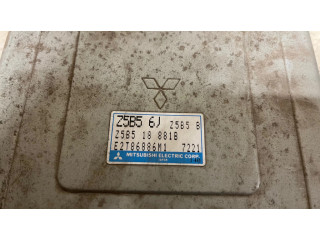 Z5B5 6J Z5B5 B
Z5B5 18 881B
E2T86886M1 7221
MITSUBISHI ELECTRIC CORP.